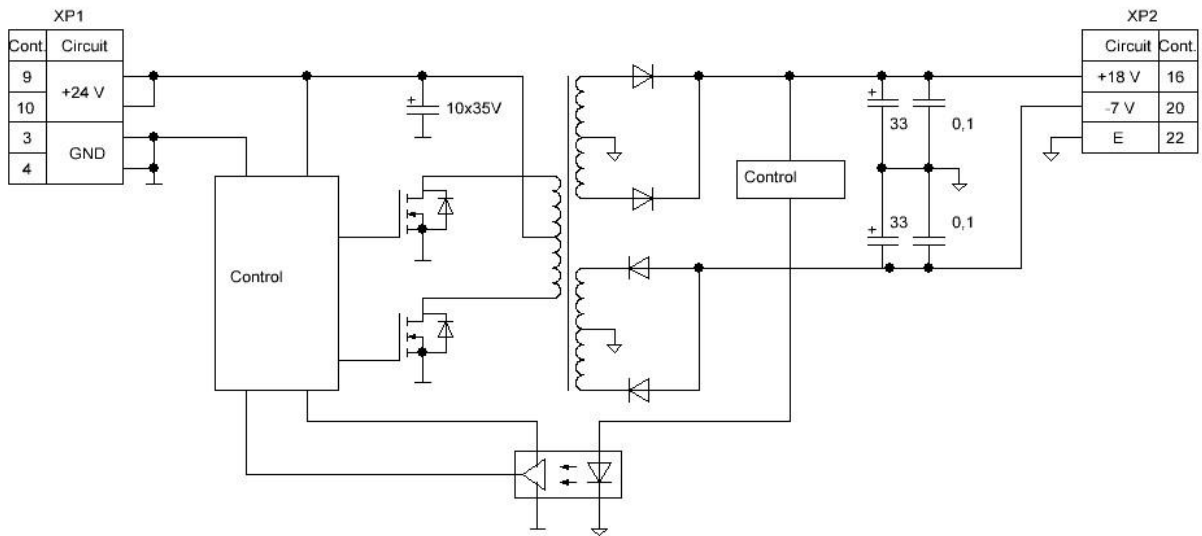 XP1
Cont. Circuit
9
+24 V
10
3
GND
4
10x35V
Control
Control
33
0,1
33
0,1
XP2
Circuit Cont.
+18 V 16
-7 V 20
E 22